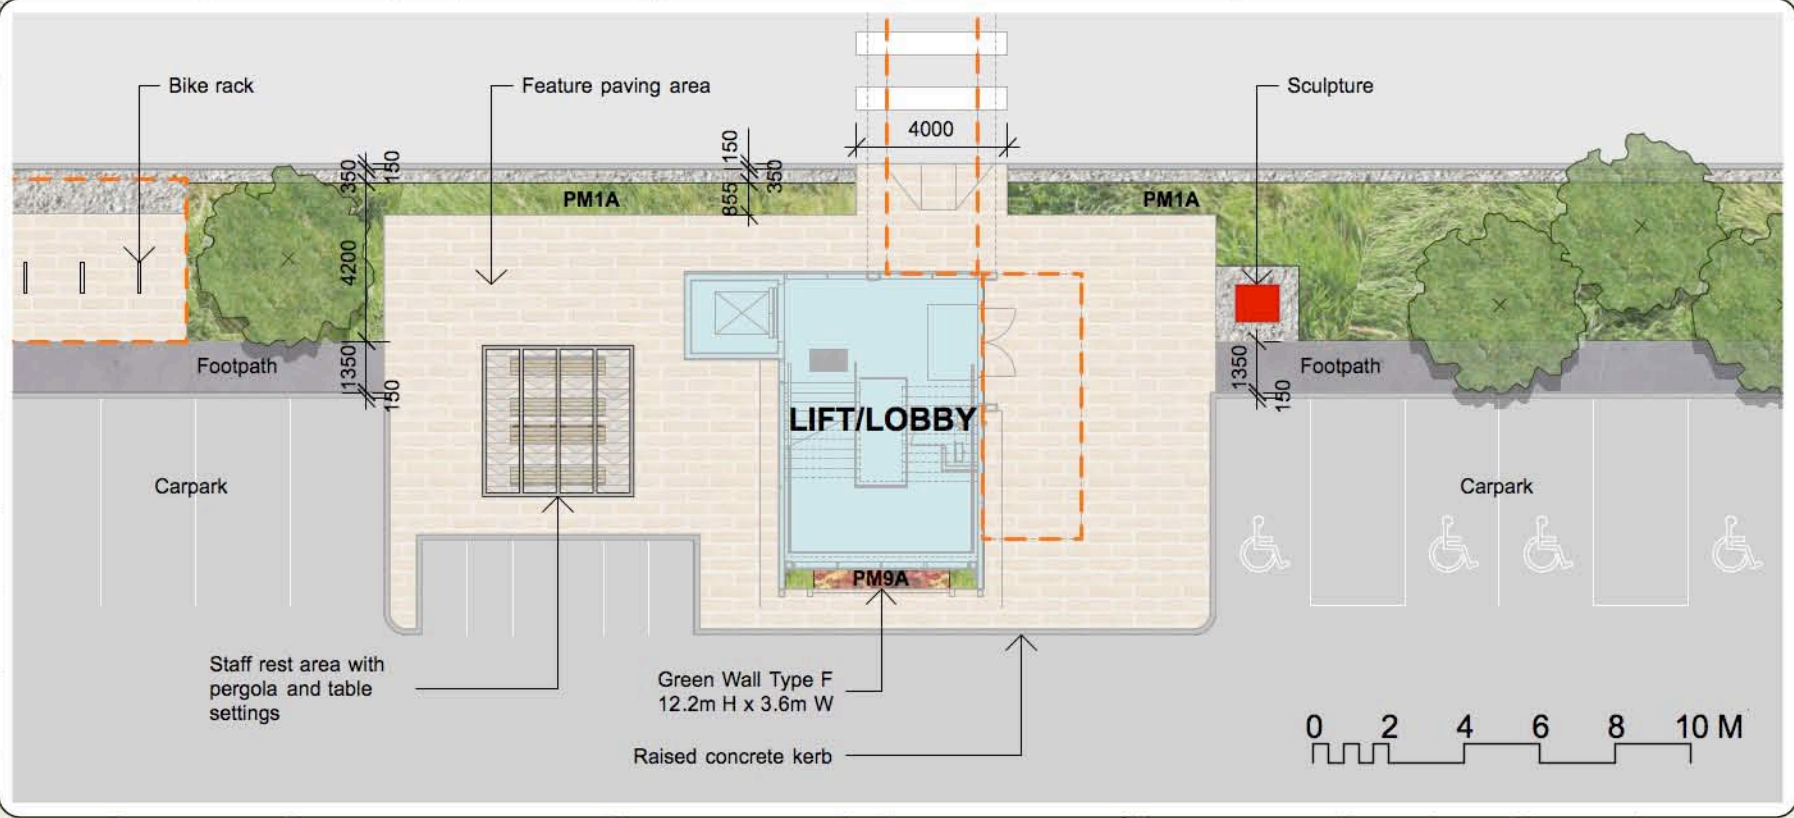 Bike rack
Feature paving area
Sculpture
4000
350
150
150
350
855
PM1A
PM1A
4200
1350
150
Footpath
1350
150
Footpath
LIFT/LOBBY
Carpark
Carpark
PM9A
Staff rest area with
pergola and table
settings
Green Wall Type F
12.2m H x 3.6m W
Raised concrete kerb
0 2 4 6 8 10 M